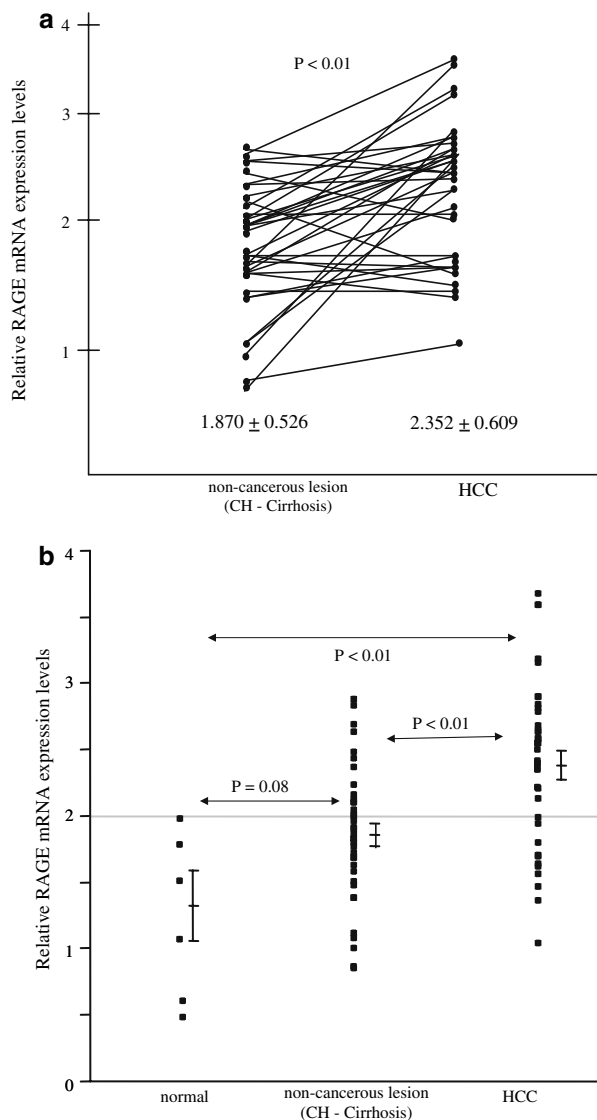 a
4
3
2
1
Relative RAGE mRNA expression levels
P < 0.01
1.870 ± 0.526
2.352 ± 0.609
non-cancerous lesion
(CH - Cirrhosis)
HCC
b
4
3
2
1
0
Relative RAGE mRNA expression levels
P < 0.01
P < 0.01
P = 0.08
normal
non-cancerous lesion
(CH - Cirrhosis)
HCC